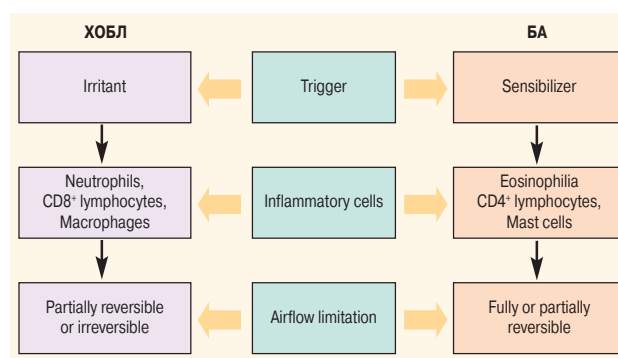 ХОБЛ
БА
Irritant
Trigger
Sensibilizer
Neutrophils,
CD8⁺ lymphocytes,
Macrophages
Inflammatory cells
Eosinophilia
CD4⁺ lymphocytes,
Mast cells
Partially reversible
or irreversible
Airflow limitation
Fully or partially
reversible